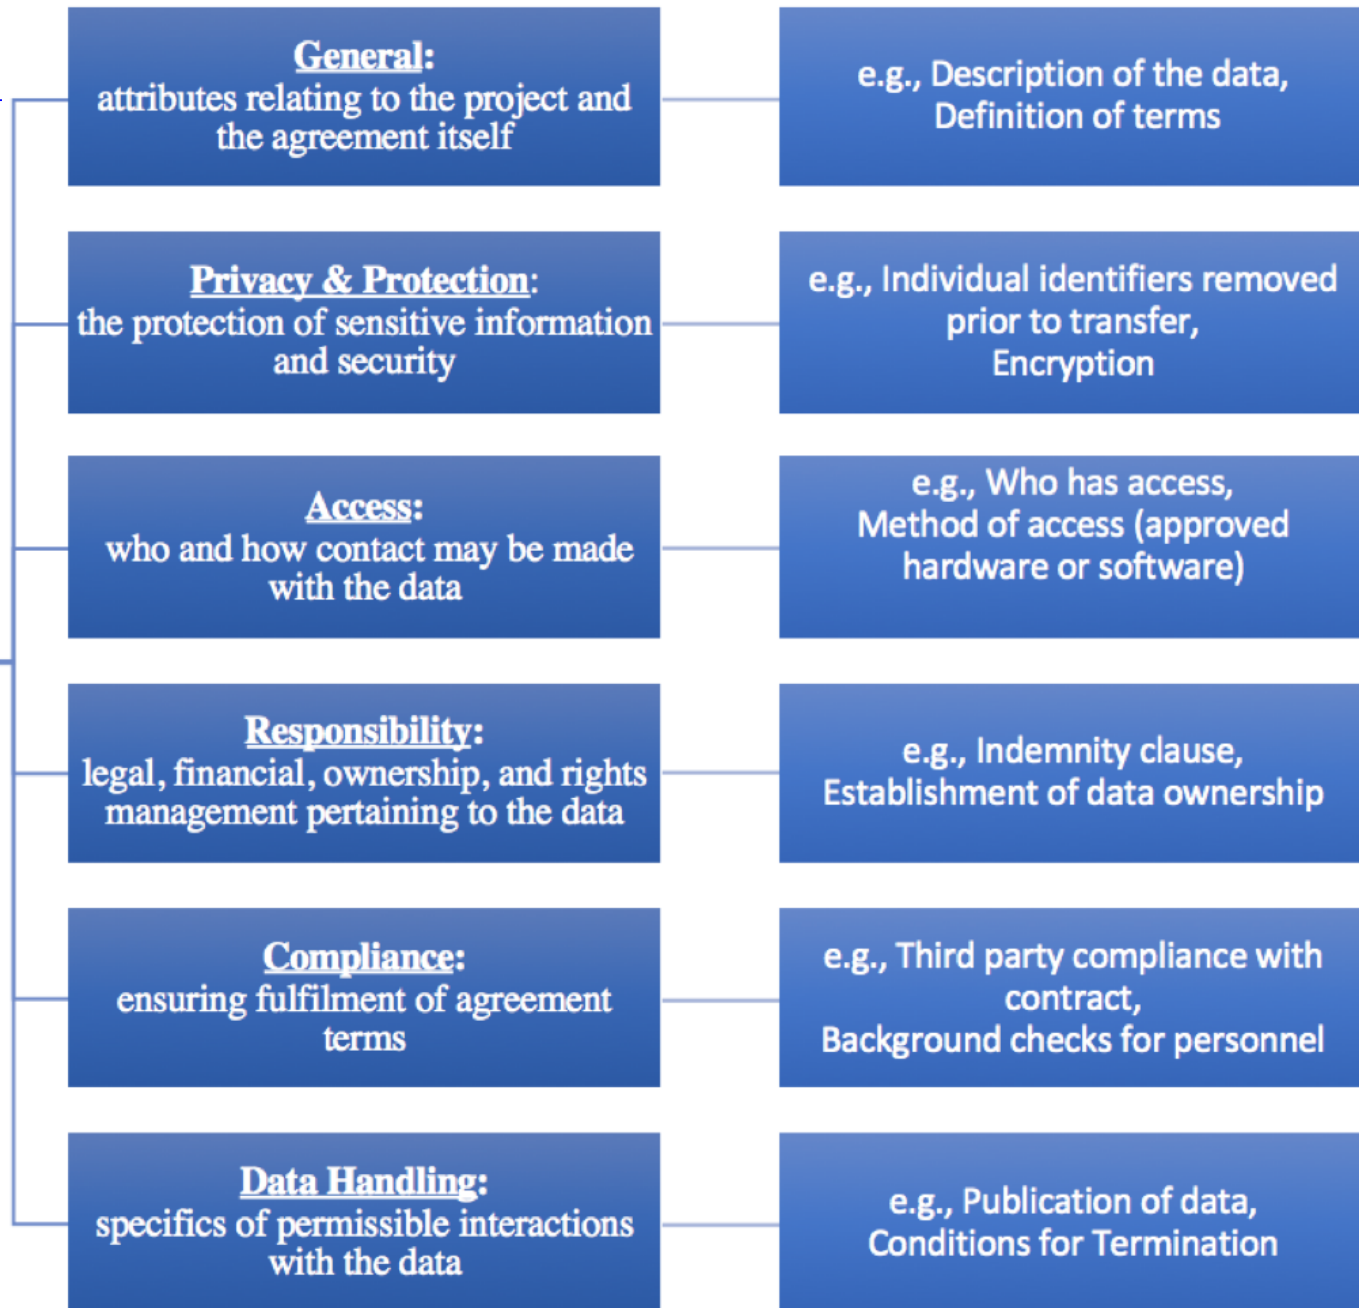 General:
attributes relating to the project and
the agreement itself
e.g., Description of the data,
Definition of terms
Privacy & Protection:
the protection of sensitive information
and security
e.g., Individual identifiers removed
prior to transfer,
Encryption
Access:
who and how contact may be made
with the data
e.g., Who has access,
Method of access (approved
hardware or software)
Responsibility:
legal, financial, ownership, and rights
management pertaining to the data
e.g., Indemnity clause,
Establishment of data ownership
Compliance:
ensuring fulfilment of agreement
terms
e.g., Third party compliance with
contract,
Background checks for personnel
Data Handling:
specifics of permissible interactions
with the data
e.g., Publication of data,
Conditions for Termination